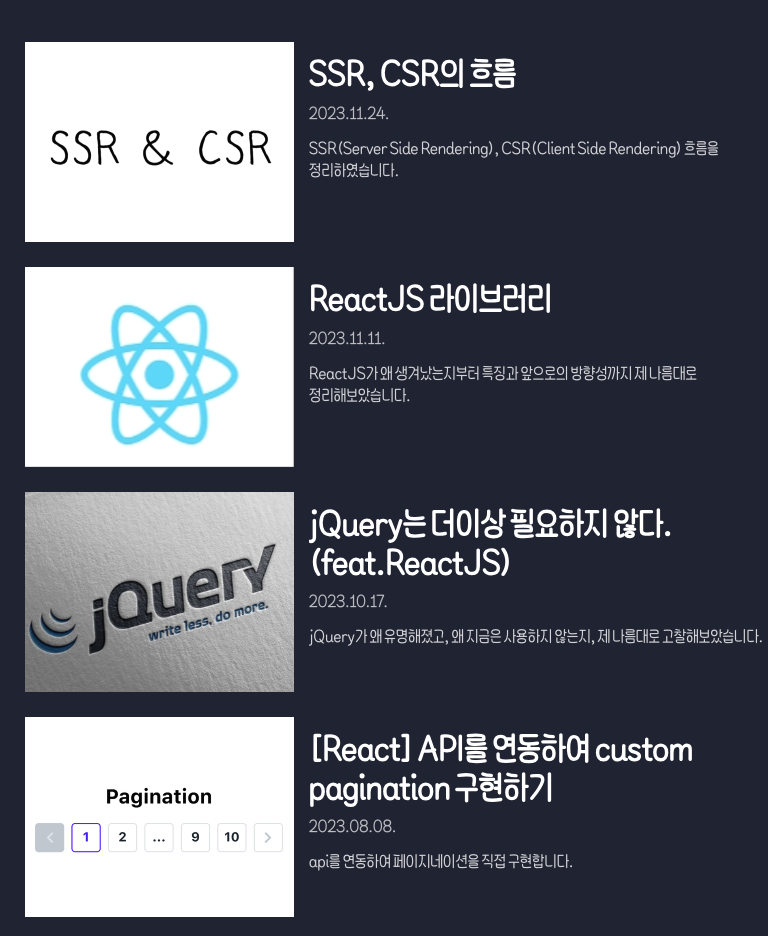 SSR & CSR
SSR, CSR의 흐름
2023.11.24.
SSR(Server Side Rendering), CSR(Client Side Rendering) 흐름을
정리하였습니다.
ReactJS 라이브러리
2023.11.11.
ReactJS가 왜 생겨났는지부터 특징과 앞으로의 방향성까지 제 나름대로
정리해보았습니다.
jQuery
write less, do more.
jQuery는 더이상 필요하지 않다.
(feat.ReactJS)
2023.10.17.
jQuery가 왜 유명해졌고, 왜 지금은 사용하지 않는지, 제 나름대로 고찰해보았습니다.
Pagination
1 2 ... 9 10
[React] API를 연동하여 custom
pagination 구현하기
2023.08.08.
api를 연동하여 페이지네이션을 직접 구현합니다.